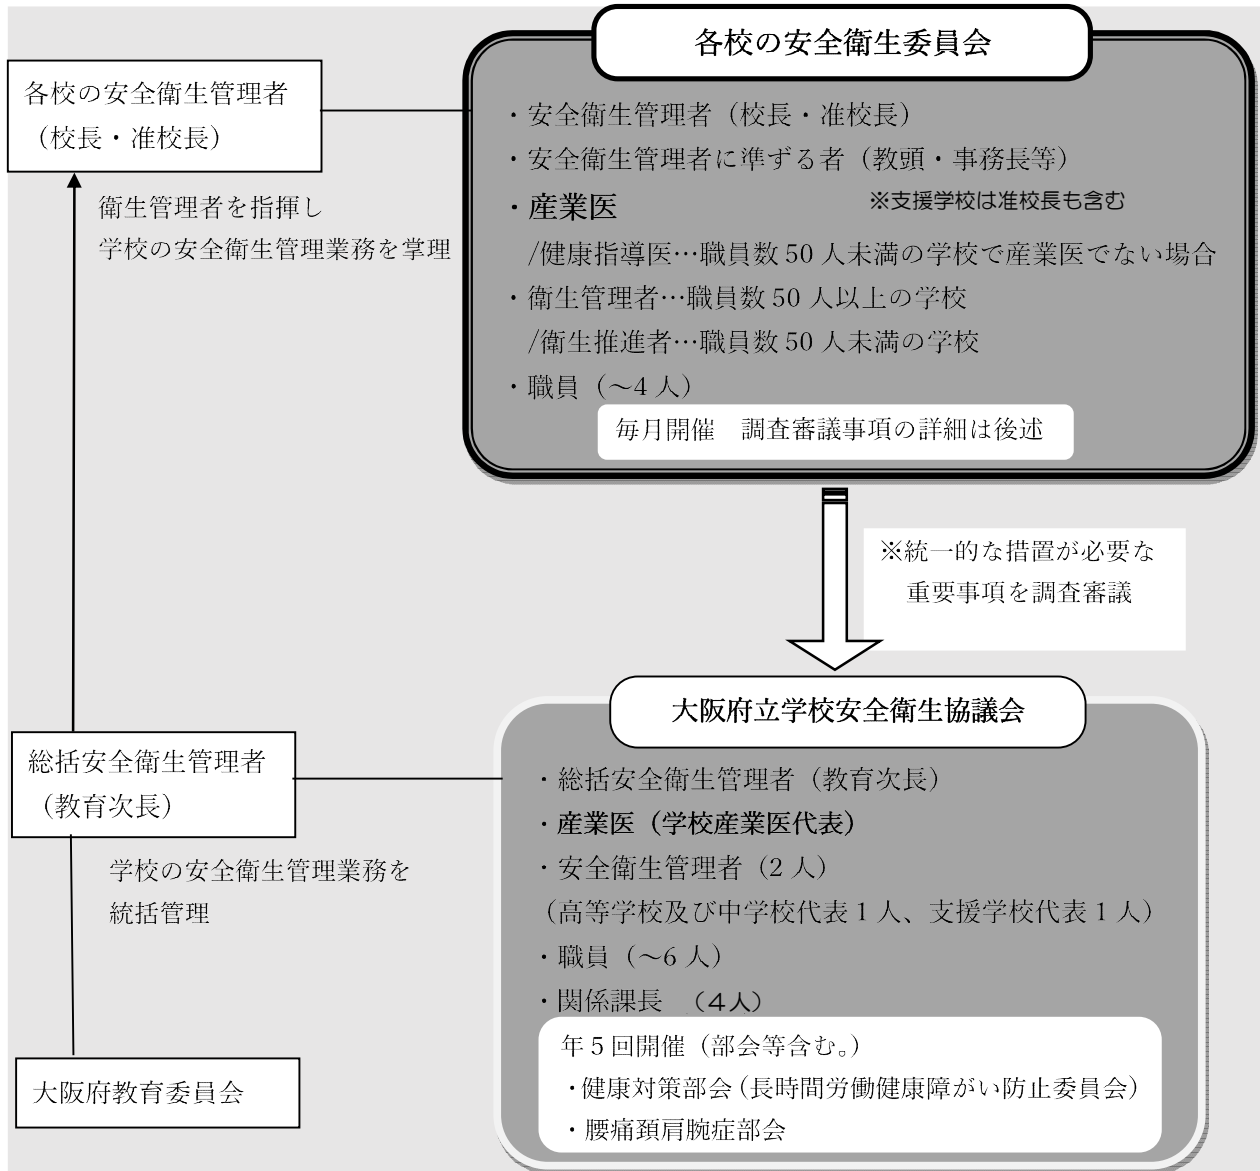 各校の安全衛生委員会
各校の安全衛生管理者
（校長・准校長）
・安全衛生管理者（校長・准校長）
・安全衛生管理者に準ずる者（教頭・事務長等）
・産業医
※支援学校は准校長も含む
/健康指導医…職員数 50 人未満の学校で産業医でない場合
・衛生管理者…職員数 50 人以上の学校
/衛生推進者…職員数 50 人未満の学校
・職員（～4 人）
毎月開催　調査審議事項の詳細は後述
衛生管理者を指揮し
学校の安全衛生管理業務を掌理
※統一的な措置が必要な
重要事項を調査審議
大阪府立学校安全衛生協議会
総括安全衛生管理者
（教育次長）
・総括安全衛生管理者（教育次長）
・産業医（学校産業医代表）
・安全衛生管理者（2 人）
（高等学校及び中学校代表 1 人、支援学校代表 1 人）
・職員（～6 人）
・関係課長　（４人）
年 5 回開催（部会等含む。）
・健康対策部会（長時間労働健康障がい防止委員会）
・腰痛頚肩腕症部会
学校の安全衛生管理業務を
統括管理
大阪府教育委員会